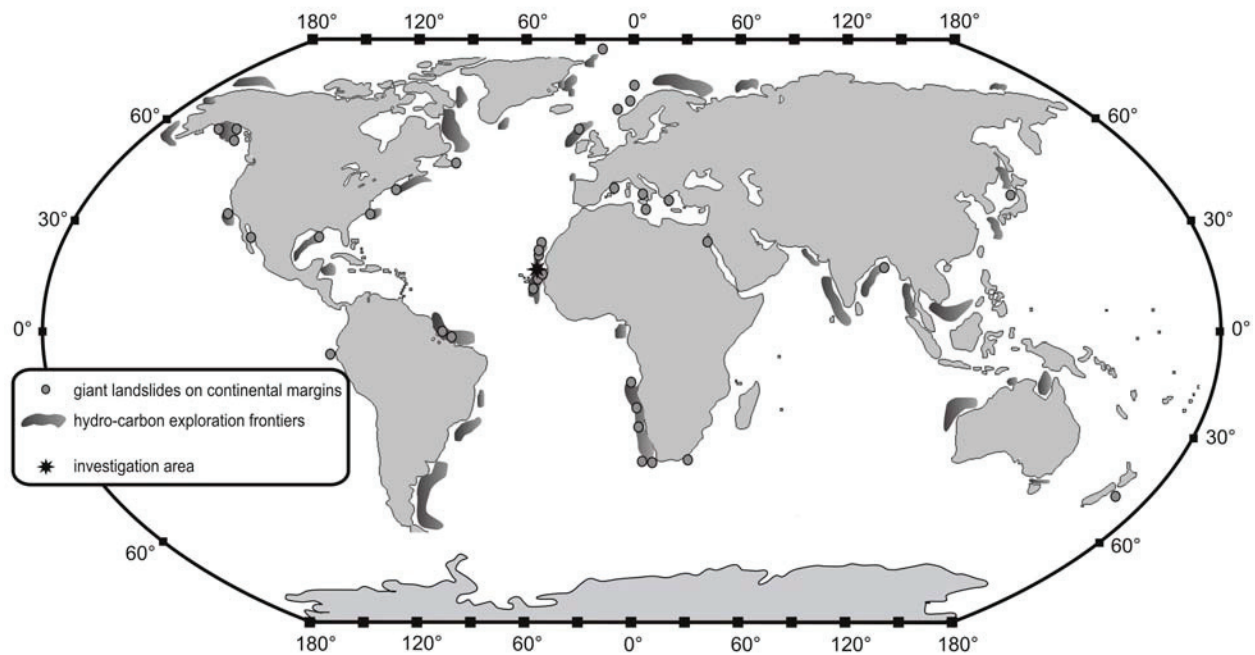 180° 120° 60° 0° 60° 120° 180°
60° 60°
30° 30°
0° 0°
giant landslides on continental margins
hydro-carbon exploration frontiers
30°
investigation area
60° 60°
180° 120° 60° 0° 60° 120° 180°